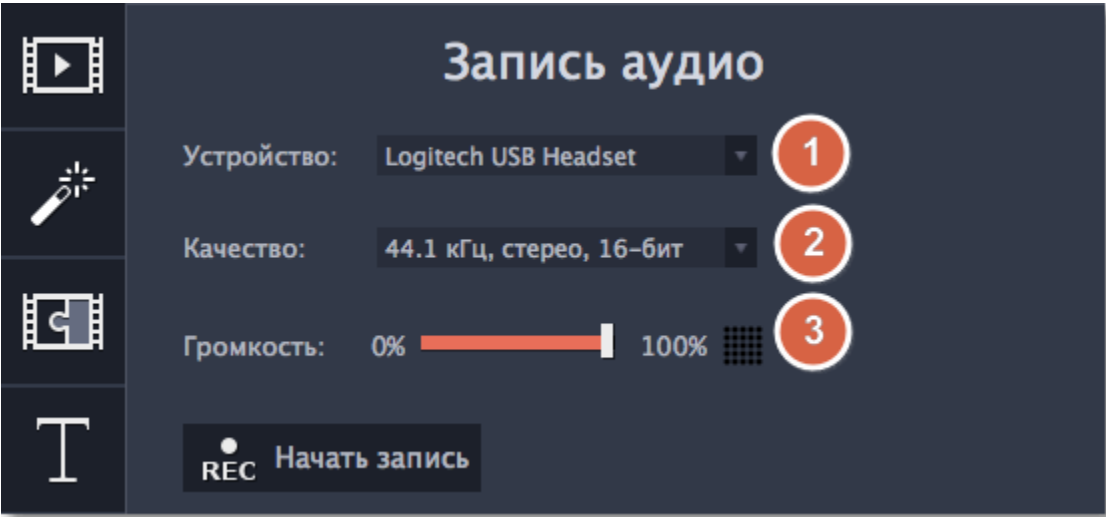 Запись аудио
Устройство: Logitech USB Headset 1
Качество: 44.1 кГц, стерео, 16-бит 2
Громкость: 0% 100% 3
T
REC Начать запись